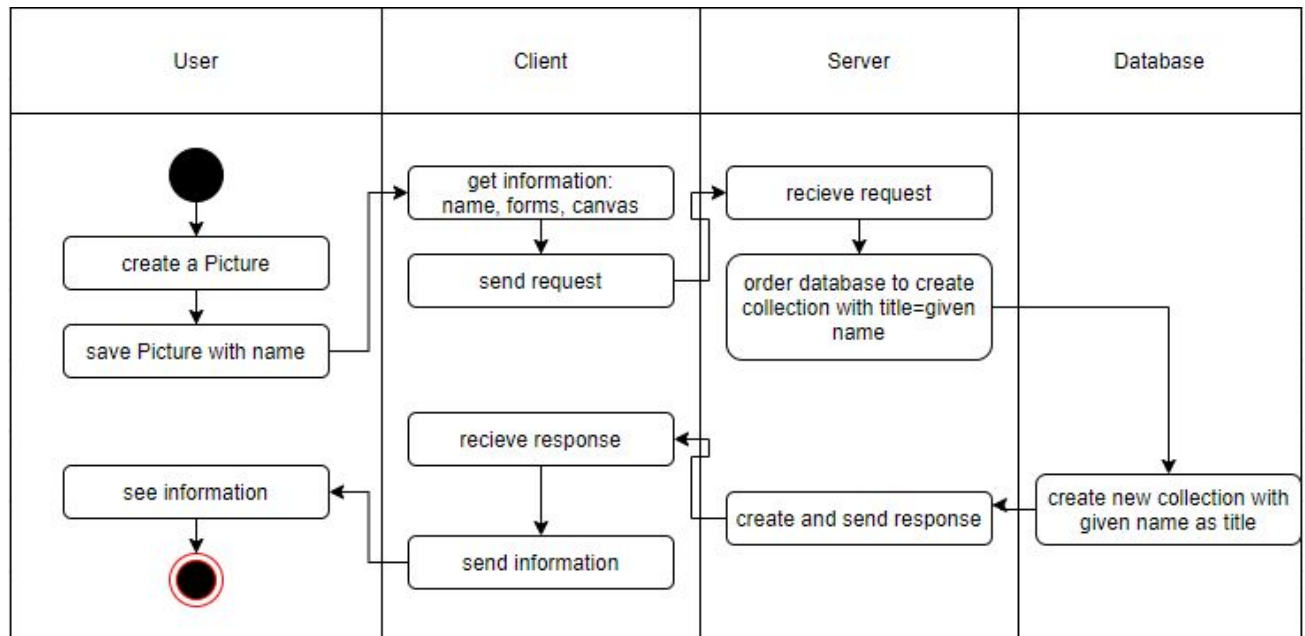 User
Client
Server
Database
create a Picture
save Picture with name
get information:
name, forms, canvas
send request
recieve request
order database to create
collection with title=given
name
create new collection with
given name as title
create and send response
recieve response
send information
see information